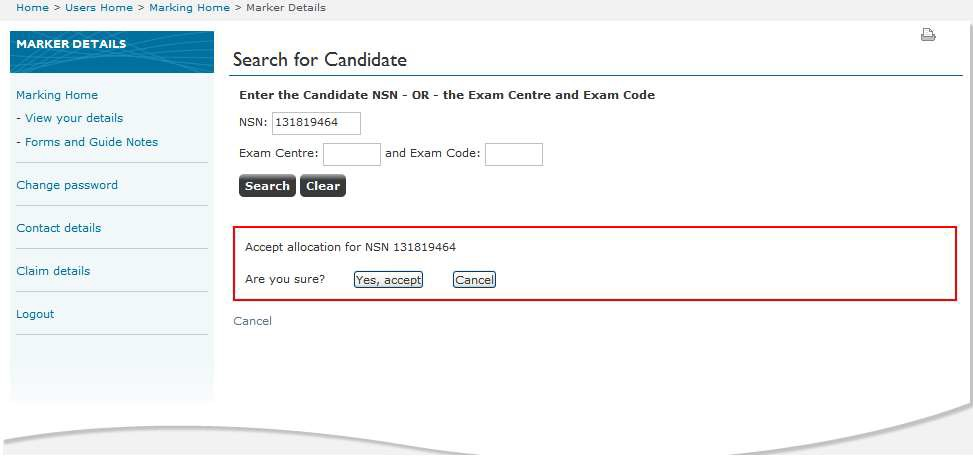 Home > Users Home > Marking Home > Marker Details
MARKER DETAILS
Marking Home
- View your details
- Forms and Guide Notes
Change password
Contact details
Claim details
Logout
Search for Candidate
Enter the Candidate NSN - OR - the Exam Centre and Exam Code
NSN: 131819464
Exam Centre: and Exam Code:
Search Clear
Accept allocation for NSN 131819464
Are you sure? Yes, accept Cancel
Cancel